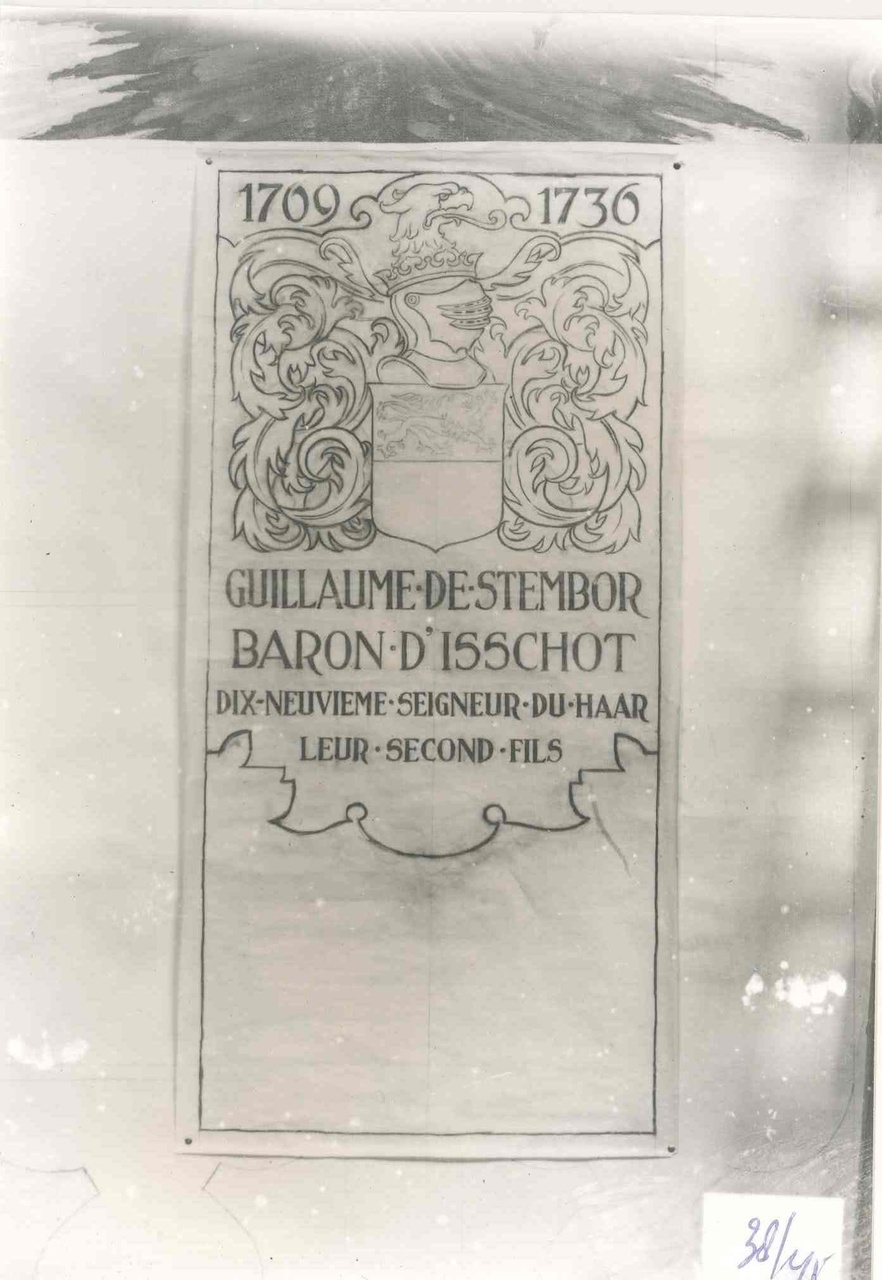 1709 1736
GUILLAUME·DE·STEMBOR
BARON·D'ISSCHOT
DIX-NEUVIEME·SEIGNEUR·DU·HAAR
LEUR·SECOND·FILS